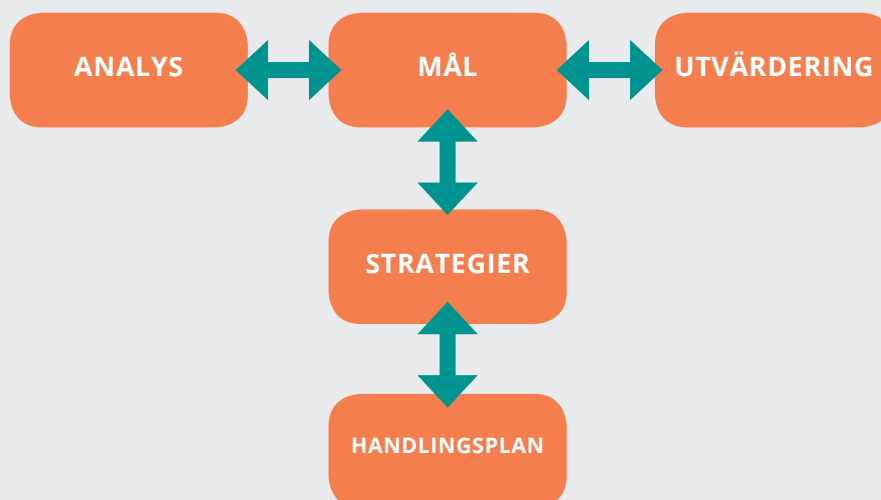 ANALYS
MÅL
UTVÄRDERING
STRATEGIER
HANDLINGSPLAN